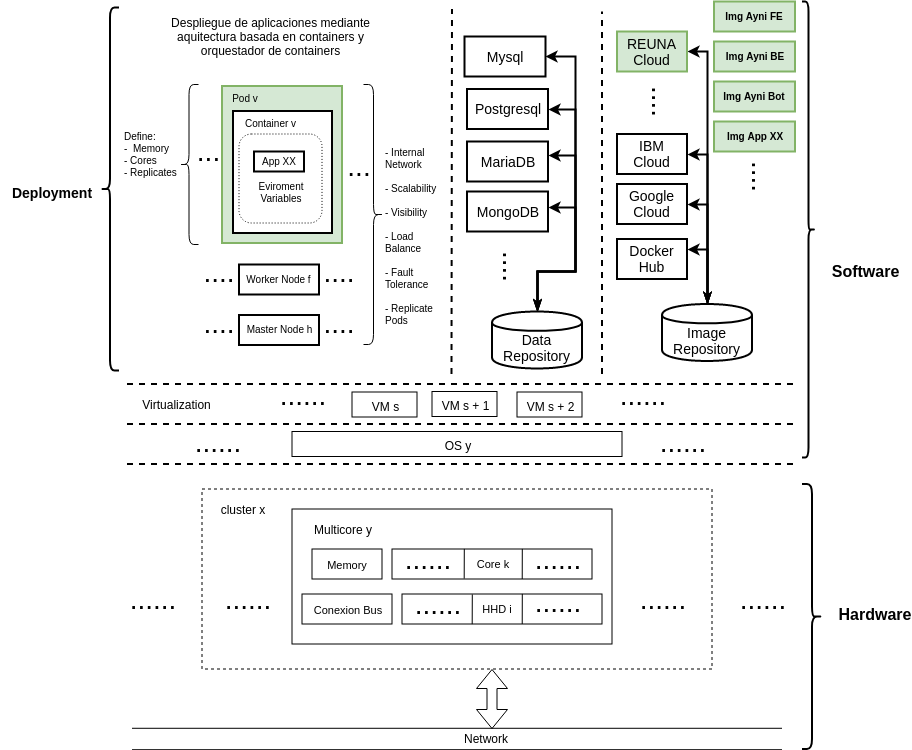 Despliegue de aplicaciones mediante
aquitectura basada en containers y
orquestador de containers
Deployment
Define:
-  Memory
- Cores
- Replicates
Pod v
Container v
App XX
Eviroment
Variables
- Internal
Network
- Scalability
- Visibility
- Load
Balance
- Fault
Tolerance
- Replicate
Pods
Worker Node f
Master Node h
Mysql
Postgresql
MariaDB
MongoDB
Data
Repository
REUNA
Cloud
IBM
Cloud
Google
Cloud
Docker
Hub
Image
Repository
Img Ayni FE
Img Ayni BE
Img Ayni Bot
Img App XX
Software
Virtualization
VM s
VM s + 1
VM s + 2
OS y
cluster x
Multicore y
Memory
Core k
Conexion Bus
HHD i
Hardware
Network